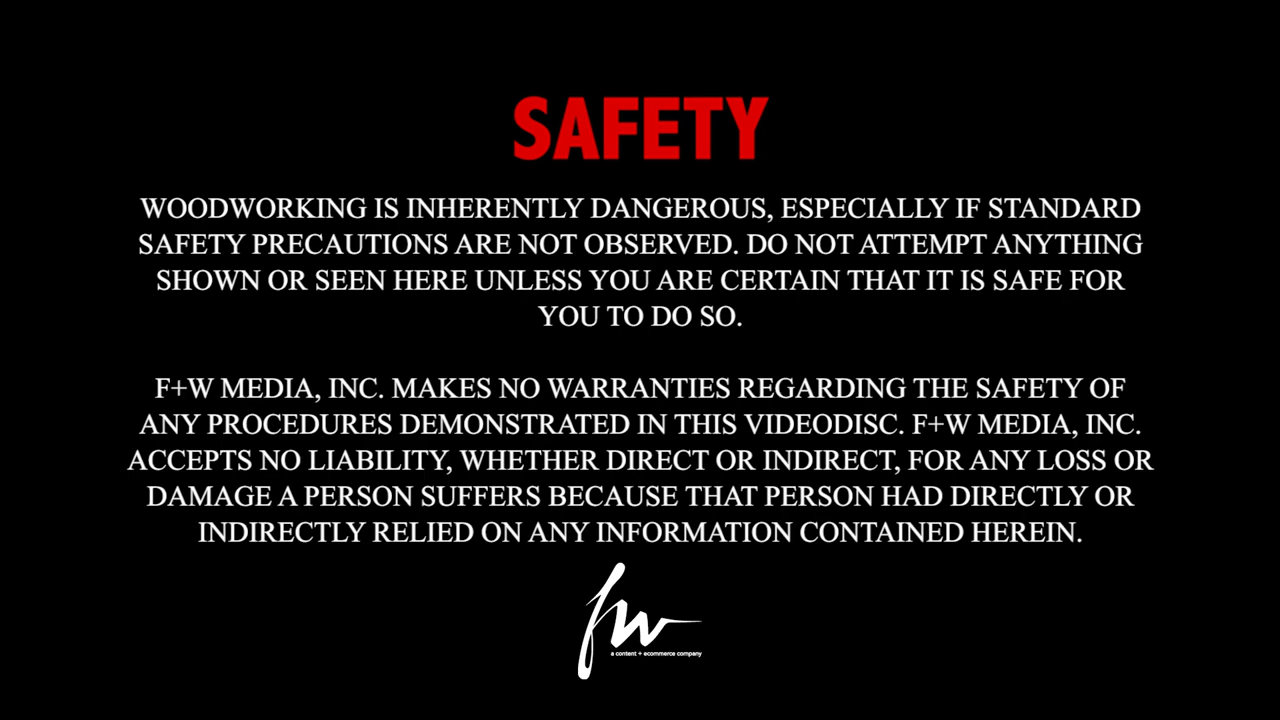 SAFETY
WOODWORKING IS INHERENTLY DANGEROUS, ESPECIALLY IF STANDARD
SAFETY PRECAUTIONS ARE NOT OBSERVED. DO NOT ATTEMPT ANYTHING
SHOWN OR SEEN HERE UNLESS YOU ARE CERTAIN THAT IT IS SAFE FOR
YOU TO DO SO.
F+W MEDIA, INC. MAKES NO WARRANTIES REGARDING THE SAFETY OF
ANY PROCEDURES DEMONSTRATED IN THIS VIDEODISC. F+W MEDIA, INC.
ACCEPTS NO LIABILITY, WHETHER DIRECT OR INDIRECT, FOR ANY LOSS OR
DAMAGE A PERSON SUFFERS BECAUSE THAT PERSON HAD DIRECTLY OR
INDIRECTLY RELIED ON ANY INFORMATION CONTAINED HEREIN.
fw
a content + ecommerce company